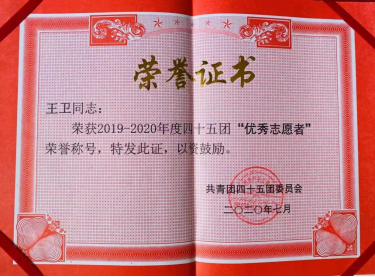 荣誉证书
王卫同志：
荣获2019-2020年度四十五团“优秀志愿者”
荣誉称号，特发此证，以资鼓励。
共青团四十五团委员会
二〇二〇年七月